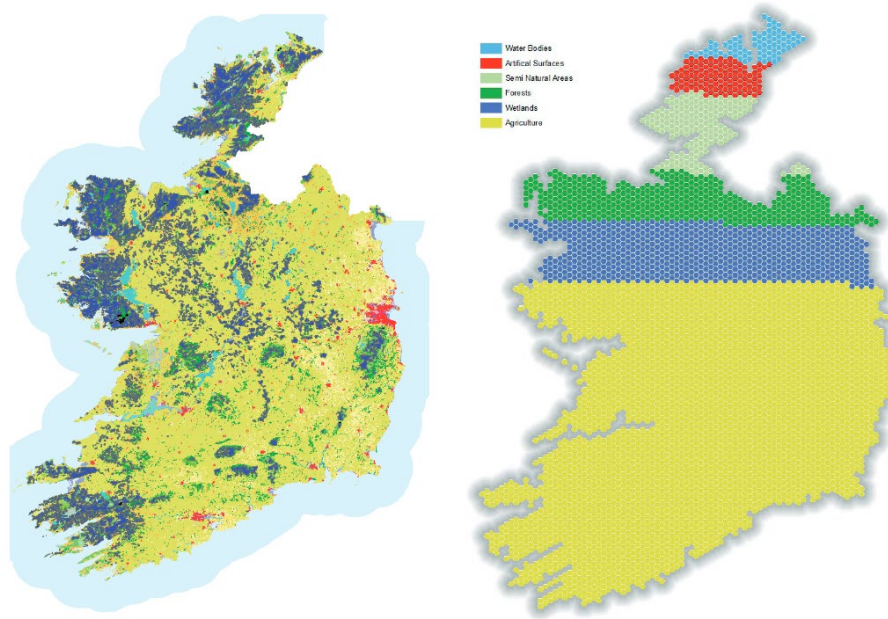 Water Bodies
Artifical Surfaces
Semi Natural Areas
Forests
Wetlands
Agriculture